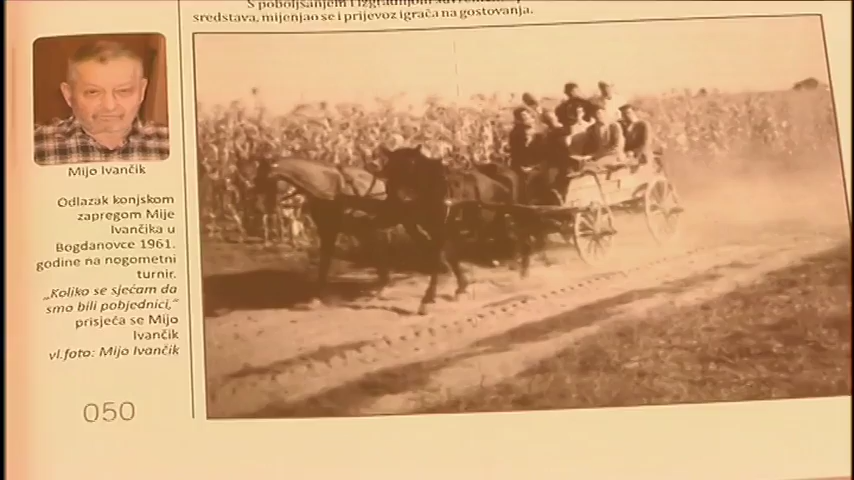 S poboljšanjem i izgradnjom
sredstava, mijenjao se i prijevoz igrača na gostovanja.
Mijo Ivančik
Odlazak konjskom
zapregom Mije
Ivančika u
Bogdanovce 1961.
godine na nogometni
turnir.
„Koliko se sjećam da
smo bili pobjednici,“
prisjeća se Mijo
Ivančik
vl.foto: Mijo Ivančik
050